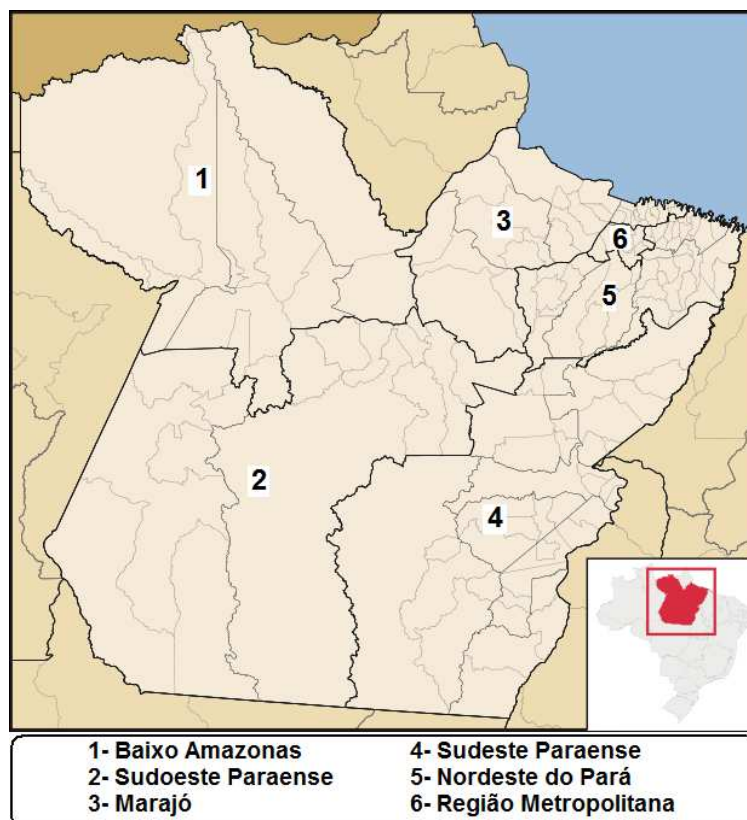 1
3
6
5
2
4
1- Baixo Amazonas
2- Sudoeste Paraense
3- Marajó
4- Sudeste Paraense
5- Nordeste do Pará
6- Região Metropolitana